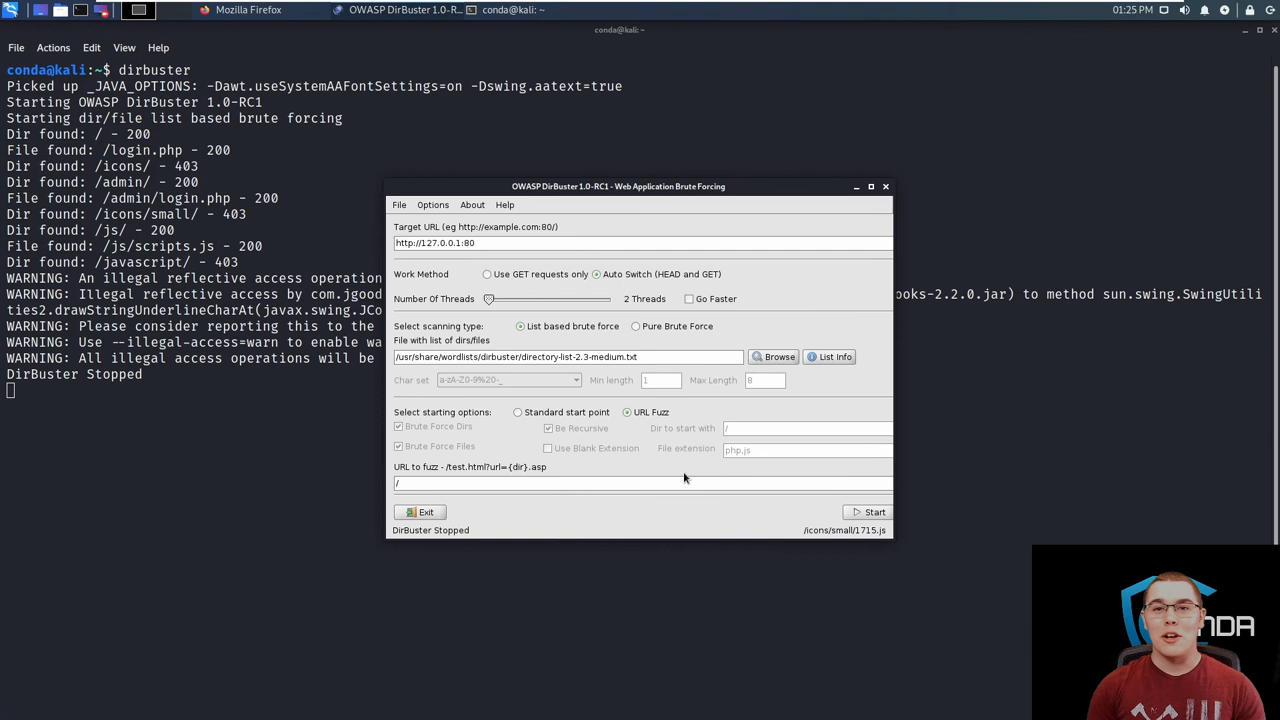 Mozilla Firefox
OWASP DirBuster 1.0-R...
conda@kali: ~
01:25 PM
conda@kali: ~
File Actions Edit View Help
conda@kali:~$ dirbuster
Picked up _JAVA_OPTIONS: -Dawt.useSystemAAFontSettings=on -Dswing.aatext=true
Starting OWASP DirBuster 1.0-RC1
Starting dir/file list based brute forcing
Dir found: / - 200
File found: /login.php - 200
Dir found: /icons/ - 403
Dir found: /admin/ - 200
File found: /admin/login.php - 200
Dir found: /icons/small/ - 403
Dir found: /js/ - 200
File found: /js/scripts.js - 200
Dir found: /javascript/ - 403
WARNING: An illegal reflective access operation
WARNING: Illegal reflective access by com.jgood ooks-2.2.0.jar) to method sun.swing.SwingUtili
ties2.drawStringUnderlineCharAt(javax.swing.JCo
WARNING: Please consider reporting this to the
WARNING: Use --illegal-access=warn to enable wa
WARNING: All illegal access operations will be
DirBuster Stopped
OWASP DirBuster 1.0-RC1 - Web Application Brute Forcing
File Options About Help
Target URL (eg http://example.com:80/)
http://127.0.0.1:80
Work Method Use GET requests only Auto Switch (HEAD and GET)
Number Of Threads 2 Threads Go Faster
Select scanning type: List based brute force Pure Brute Force
File with list of dirs/files
/usr/share/wordlists/dirbuster/directory-list-2.3-medium.txt Browse List Info
Char set a-zA-Z0-9%20-_ Min length 1 Max Length 8
Select starting options: Standard start point URL Fuzz
Brute Force Dirs Be Recursive Dir to start with /
Brute Force Files Use Blank Extension File extension php,js
URL to fuzz - /test.html?url={dir}.asp
/
Exit Start
DirBuster Stopped /icons/small/1715.js
NDA